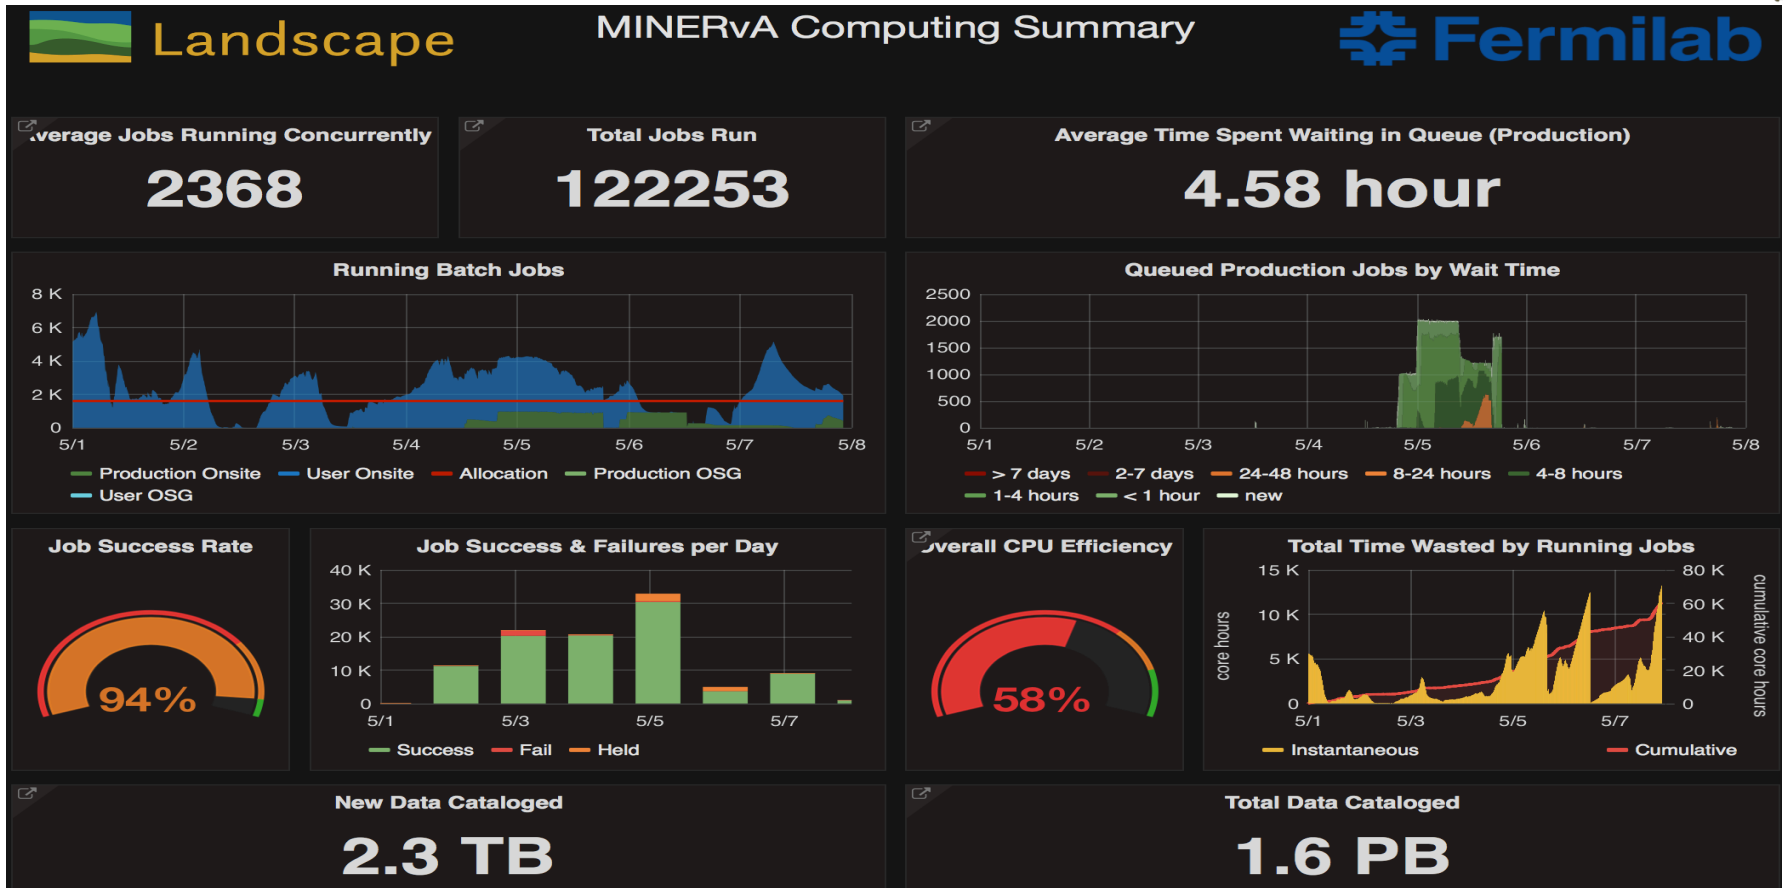 Landscape
MINERvA Computing Summary
Fermilab
verage Jobs Running Concurrently
2368
Total Jobs Run
122253
Average Time Spent Waiting in Queue (Production)
4.58 hour
Running Batch Jobs
8 K
6 K
4 K
2 K
0
5/1 5/2 5/3 5/4 5/5 5/6 5/7 5/8
Production Onsite User Onsite Allocation Production OSG
User OSG
Queued Production Jobs by Wait Time
2500
2000
1500
1000
500
0
5/1 5/2 5/3 5/4 5/5 5/6 5/7 5/8
> 7 days 2-7 days 24-48 hours 8-24 hours 4-8 hours
1-4 hours < 1 hour new
Job Success Rate
94%
Job Success & Failures per Day
40 K
30 K
20 K
10 K
0
5/1 5/3 5/5 5/7
Success Fail Held
Overall CPU Efficiency
58%
Total Time Wasted by Running Jobs
core hours
15 K
10 K
5 K
0
80 K
60 K
40 K
20 K
0
cumulative core hours
5/1 5/3 5/5 5/7
Instantaneous Cumulative
New Data Cataloged
2.3 TB
Total Data Cataloged
1.6 PB